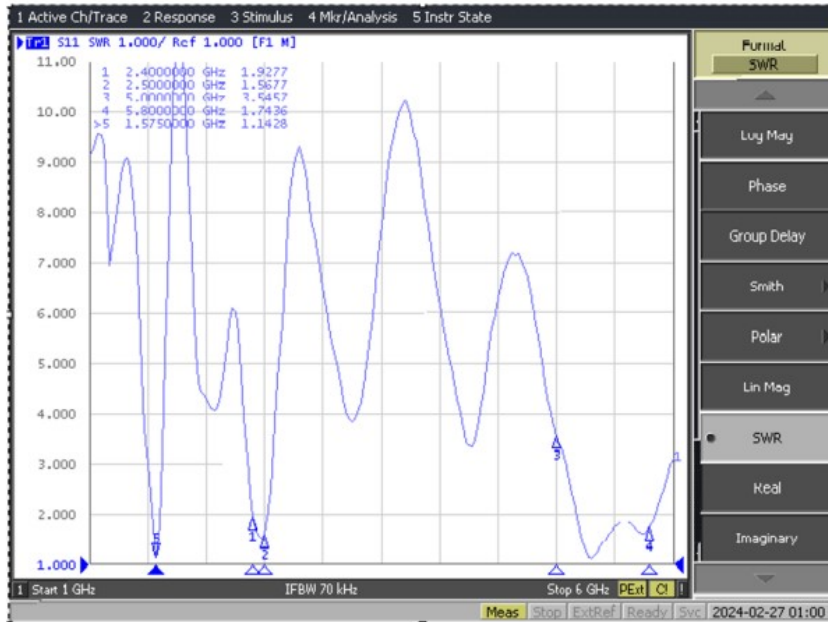 1 Active Ch/Trace 2 Response 3 Stimulus 4 Mkr/Analysis 5 Instr State
Tr1 S11 SWR 1.000/ Ref 1.000 [F1 M]
11.00
10.00
9.000
8.000
7.000
6.000
5.000
4.000
3.000
2.000
1.000
1 2.4000000 GHz 1.9277
2 2.5000000 GHz 1.5677
3 5.0000000 GHz 3.5457
4 5.8000000 GHz 1.7436
>5 1.5750000 GHz 1.1428
5
1
2
3
4
1
1 Start 1 GHz IFBW 70 kHz Stop 6 GHz PExt C! !
Meas Stop ExtRef Ready Svc 2024-02-27 01:00
Format
SWR
Log Mag
Phase
Group Delay
Smith
Polar
Lin Mag
SWR
Real
Imaginary